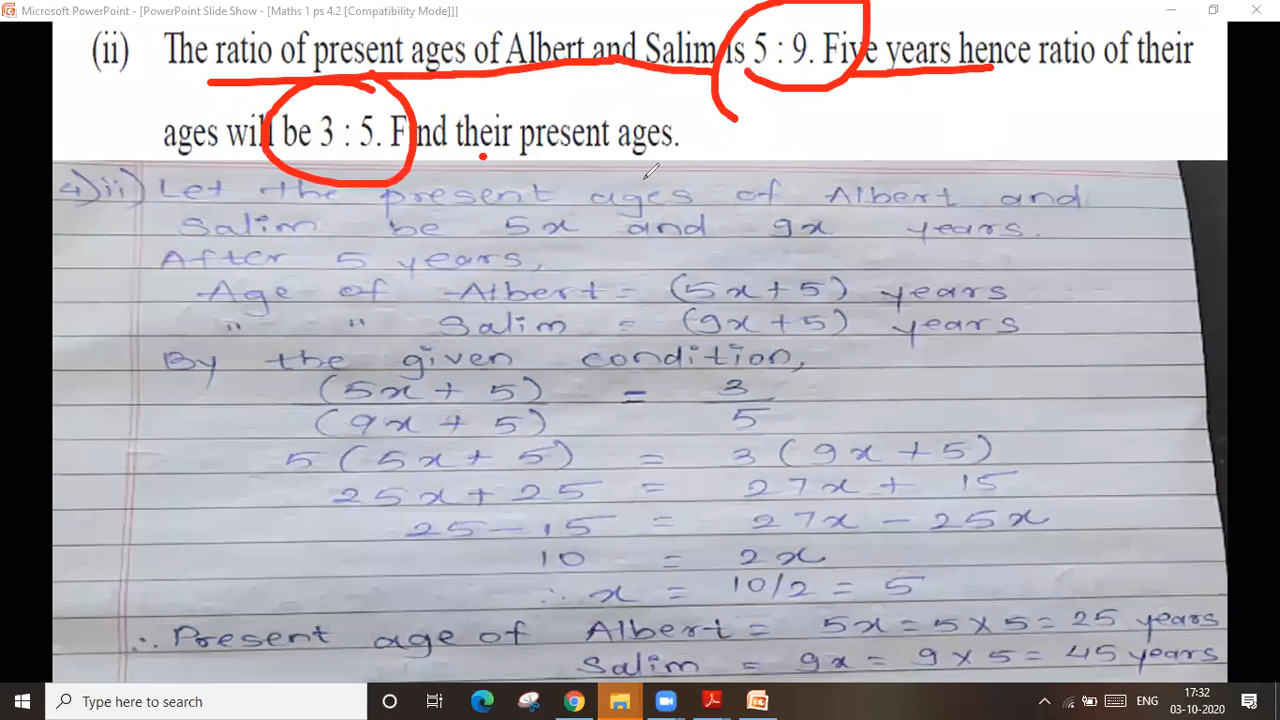 Microsoft PowerPoint - [PowerPoint Slide Show - [Maths 1 ps 4.2 [Compatibility Mode]]]
(ii) The ratio of present ages of Albert and Salim is 5 : 9. Five years hence ratio of their
ages will be 3 : 5. Find their present ages.
4)ii) Let the present ages of Albert and
Salim be 5x and 9x years.
After 5 years,
Age of Albert = (5x + 5) years
" " Salim = (9x + 5) years
By the given condition,
(5x + 5) = 3
(9x + 5) 5
5 (5x + 5) = 3 (9x + 5)
25x + 25 = 27x + 15
25 - 15 = 27x - 25x
10 = 2x
∴ x = 10/2 = 5
∴ Present age of Albert = 5x = 5 x 5 = 25 years
Salim = 9x = 9 x 5 = 45 years
Type here to search
ENG
17:32
03-10-2020